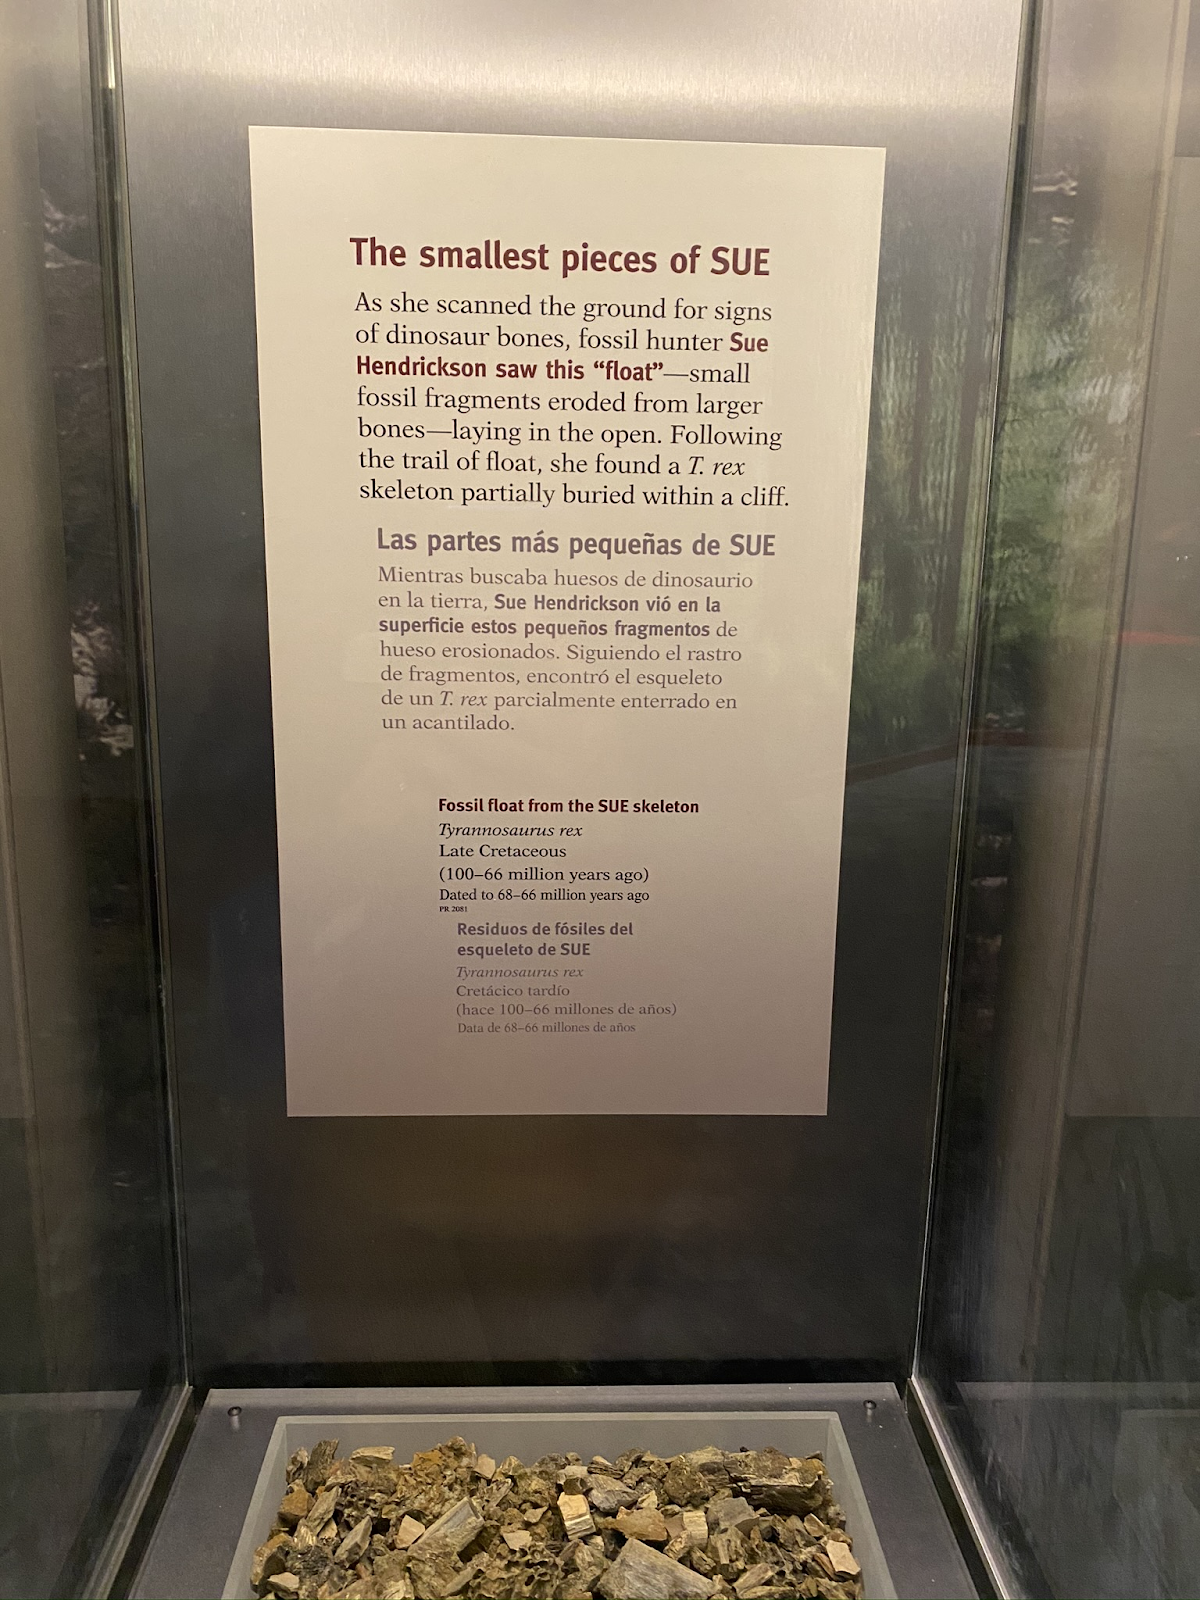 The smallest pieces of SUE
As she scanned the ground for signs
of dinosaur bones, fossil hunter Sue
Hendrickson saw this “float”—small
fossil fragments eroded from larger
bones—laying in the open. Following
the trail of float, she found a T. rex
skeleton partially buried within a cliff.
Las partes más pequeñas de SUE
Mientras buscaba huesos de dinosaurio
en la tierra, Sue Hendrickson vió en la
superficie estos pequeños fragmentos de
hueso erosionados. Siguiendo el rastro
de fragmentos, encontró el esqueleto
de un T. rex parcialmente enterrado en
un acantilado.
Fossil float from the SUE skeleton
Tyrannosaurus rex
Late Cretaceous
(100–66 million years ago)
Dated to 68–66 million years ago
PR 2081
Residuos de fósiles del
esqueleto de SUE
Tyrannosaurus rex
Cretácico tardío
(hace 100–66 millones de años)
Data de 68–66 millones de años